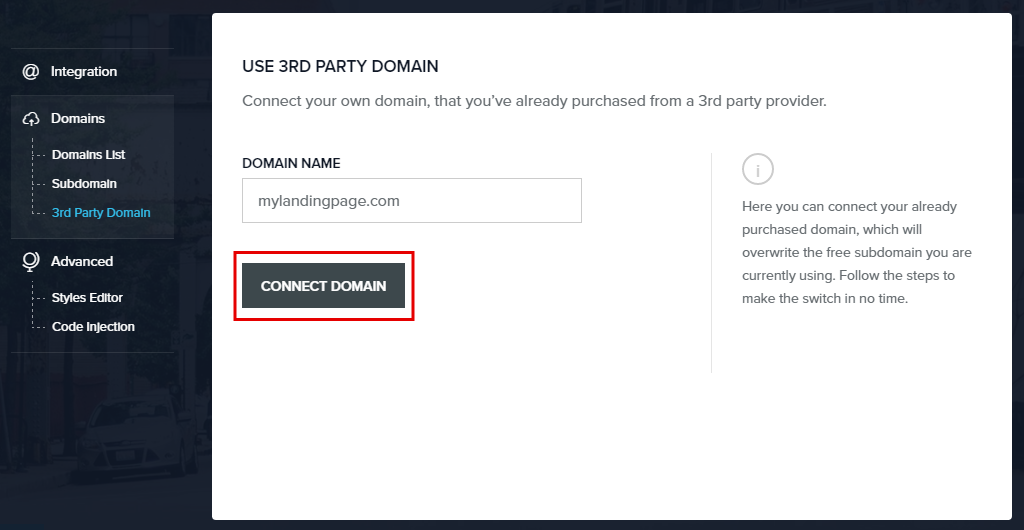 Integration
Domains
Domains List
Subdomain
3rd Party Domain
Advanced
Styles Editor
Code Injection
USE 3RD PARTY DOMAIN
Connect your own domain, that you’ve already purchased from a 3rd party provider.
DOMAIN NAME
mylandingpage.com
CONNECT DOMAIN
Here you can connect your already
purchased domain, which will
overwrite the free subdomain you are
currently using. Follow the steps to
make the switch in no time.